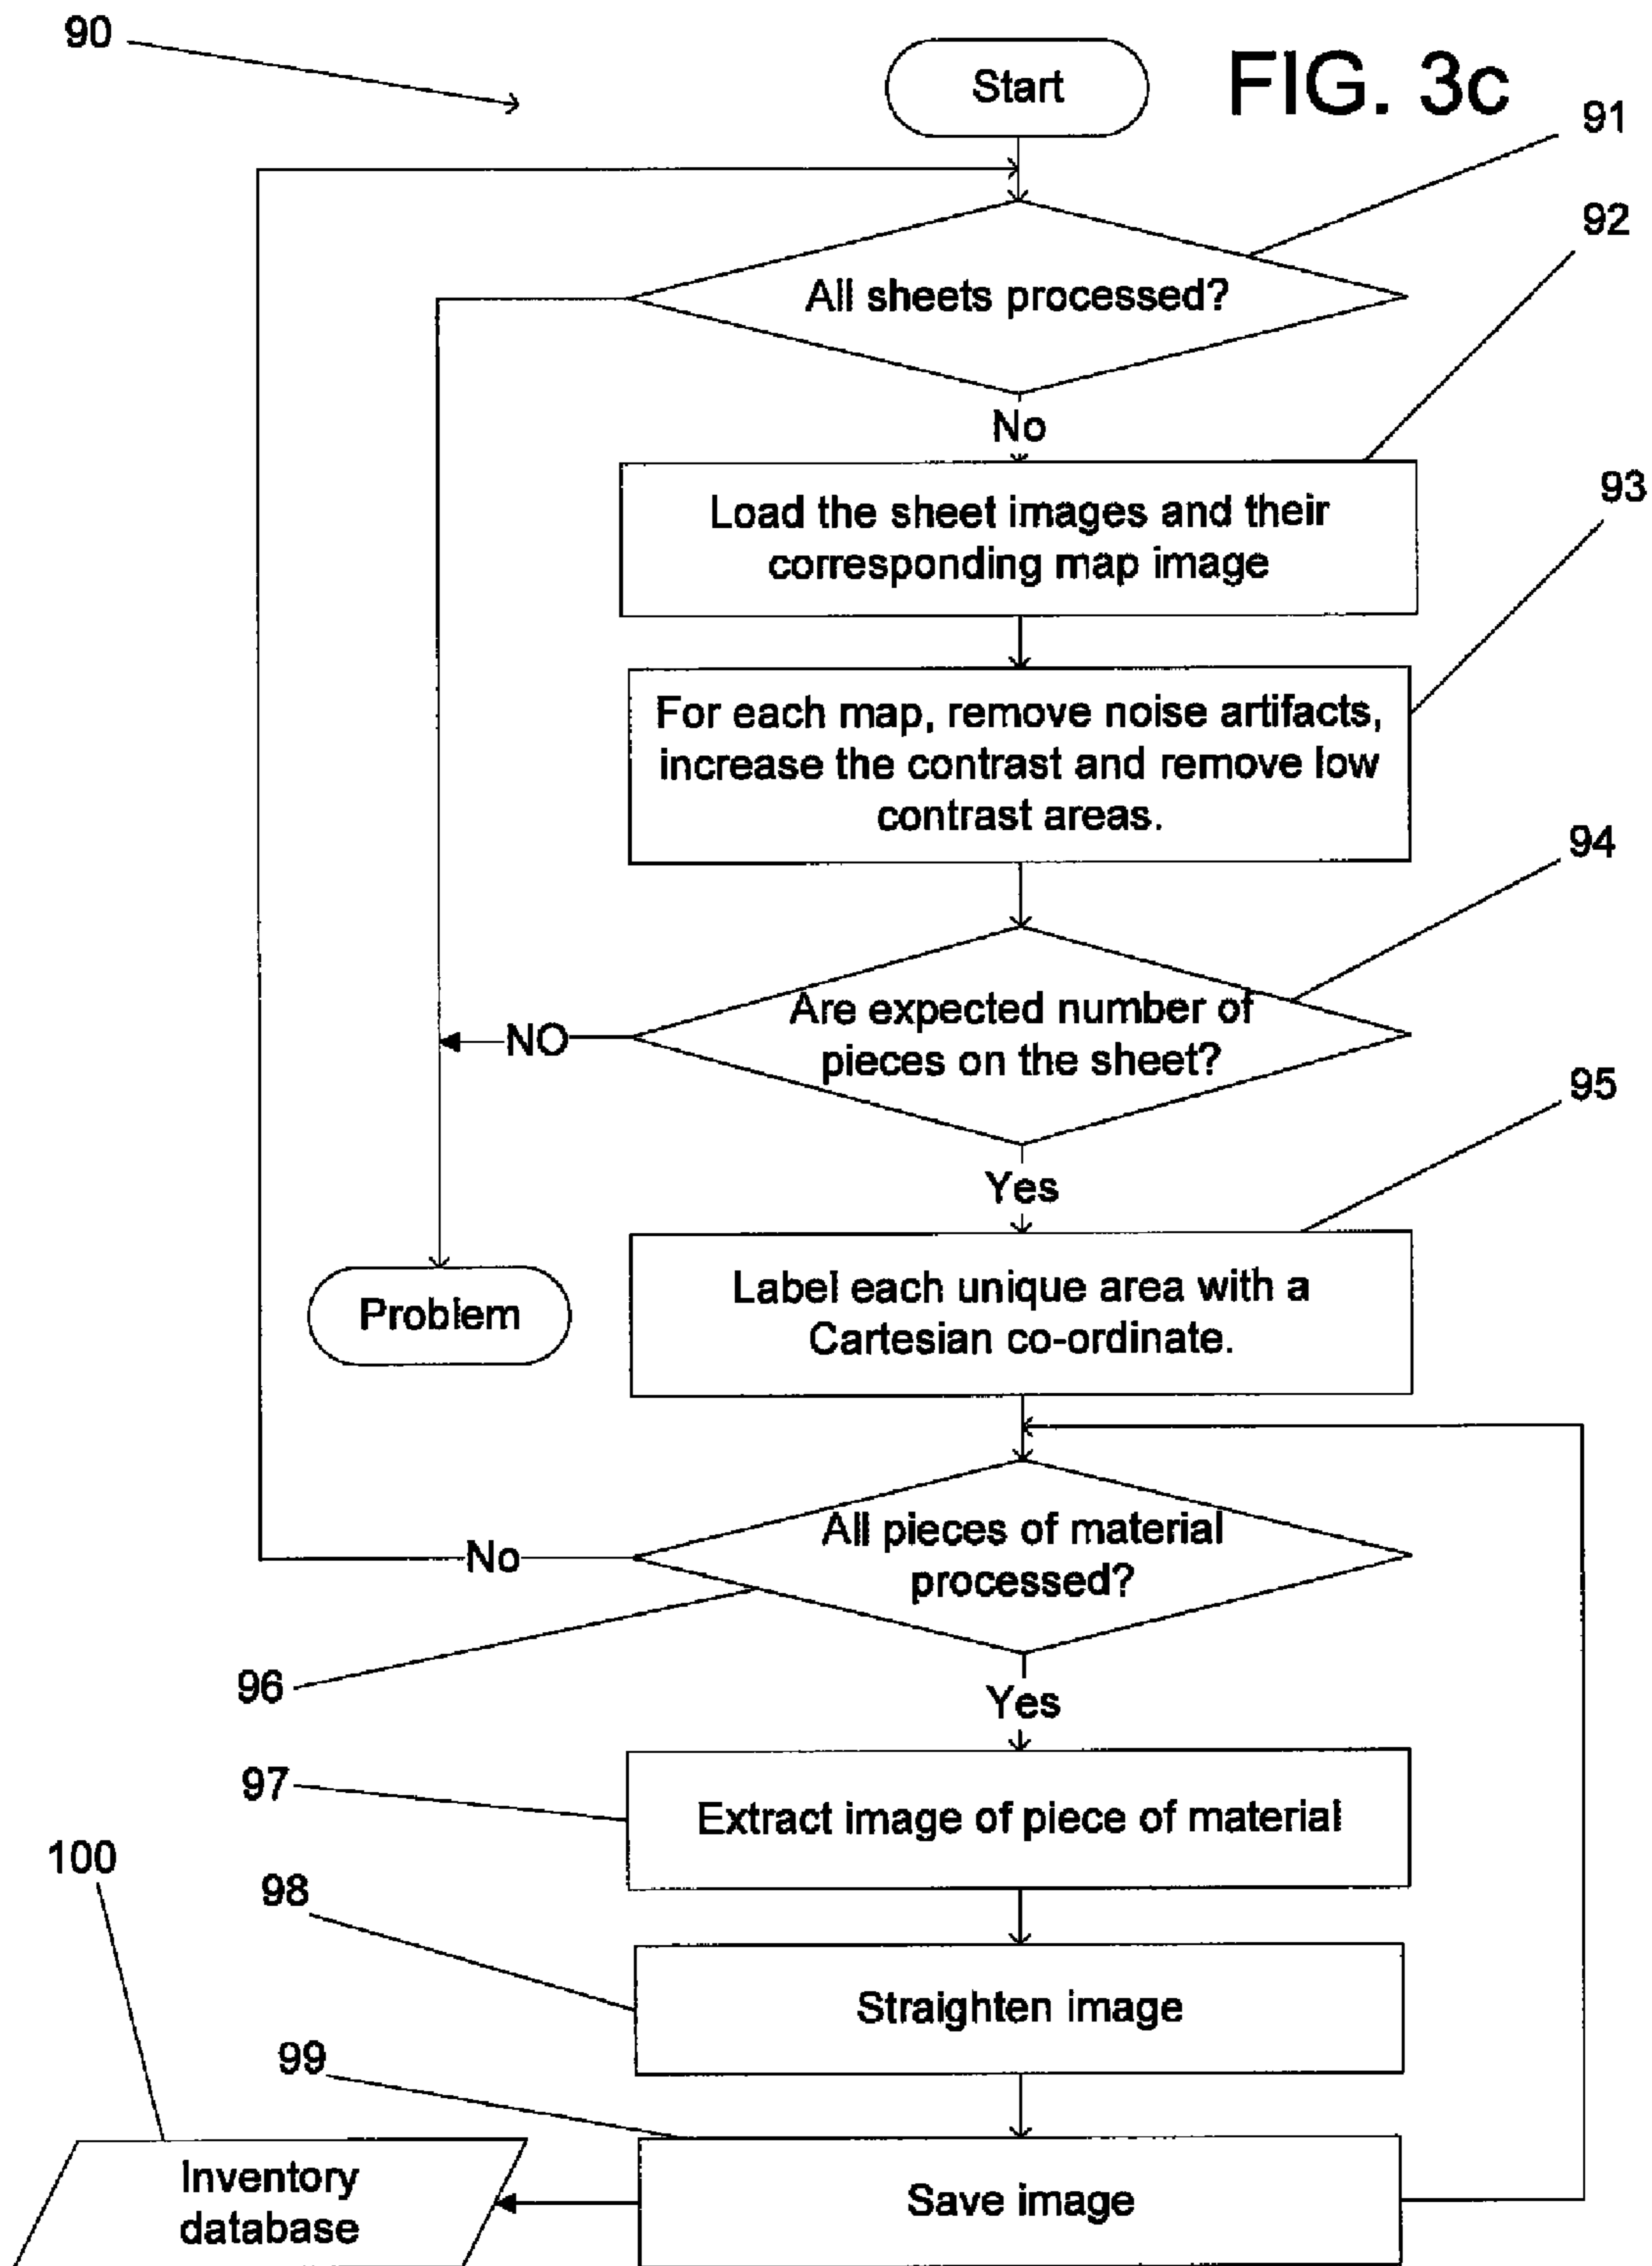 90
Start
FIG. 3c
91
92
All sheets processed?
No
Load the sheet images and their
corresponding map image
93
For each map, remove noise artifacts,
increase the contrast and remove low
contrast areas.
94
Are expected number of
pieces on the sheet?
NO
95
Yes
Label each unique area with a
Cartesian co-ordinate.
Problem
All pieces of material
processed?
No
96
Yes
97
Extract image of piece of material
100
98
Straighten image
99
Inventory
database
Save image